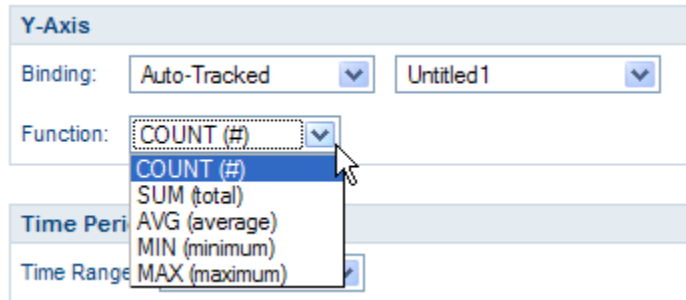 Y-Axis
Binding: Auto-Tracked Untitled1
Function: COUNT (#)
COUNT (#)
SUM (total)
AVG (average)
MIN (minimum)
MAX (maximum)
Time Peri
Time Range